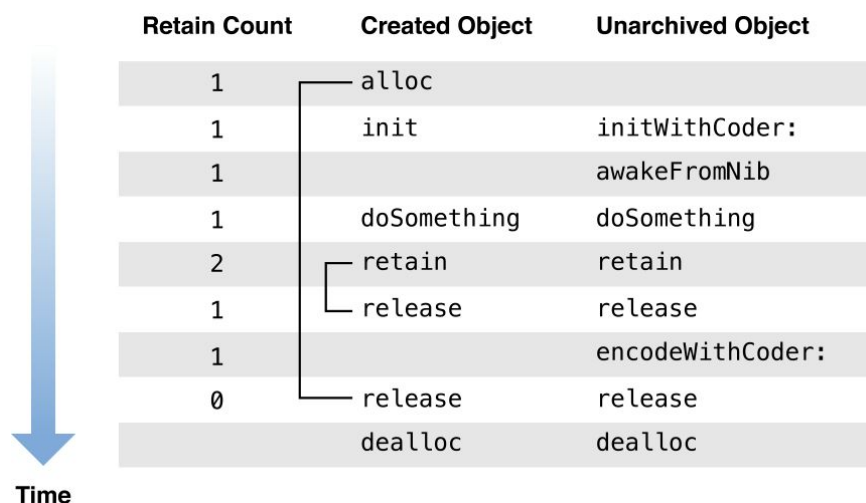 Retain Count Created Object Unarchived Object
1 alloc
1 init initWithCoder:
1 awakeFromNib
1 doSomething doSomething
2 retain retain
1 release release
1 encodeWithCoder:
0 release release
dealloc dealloc
Time